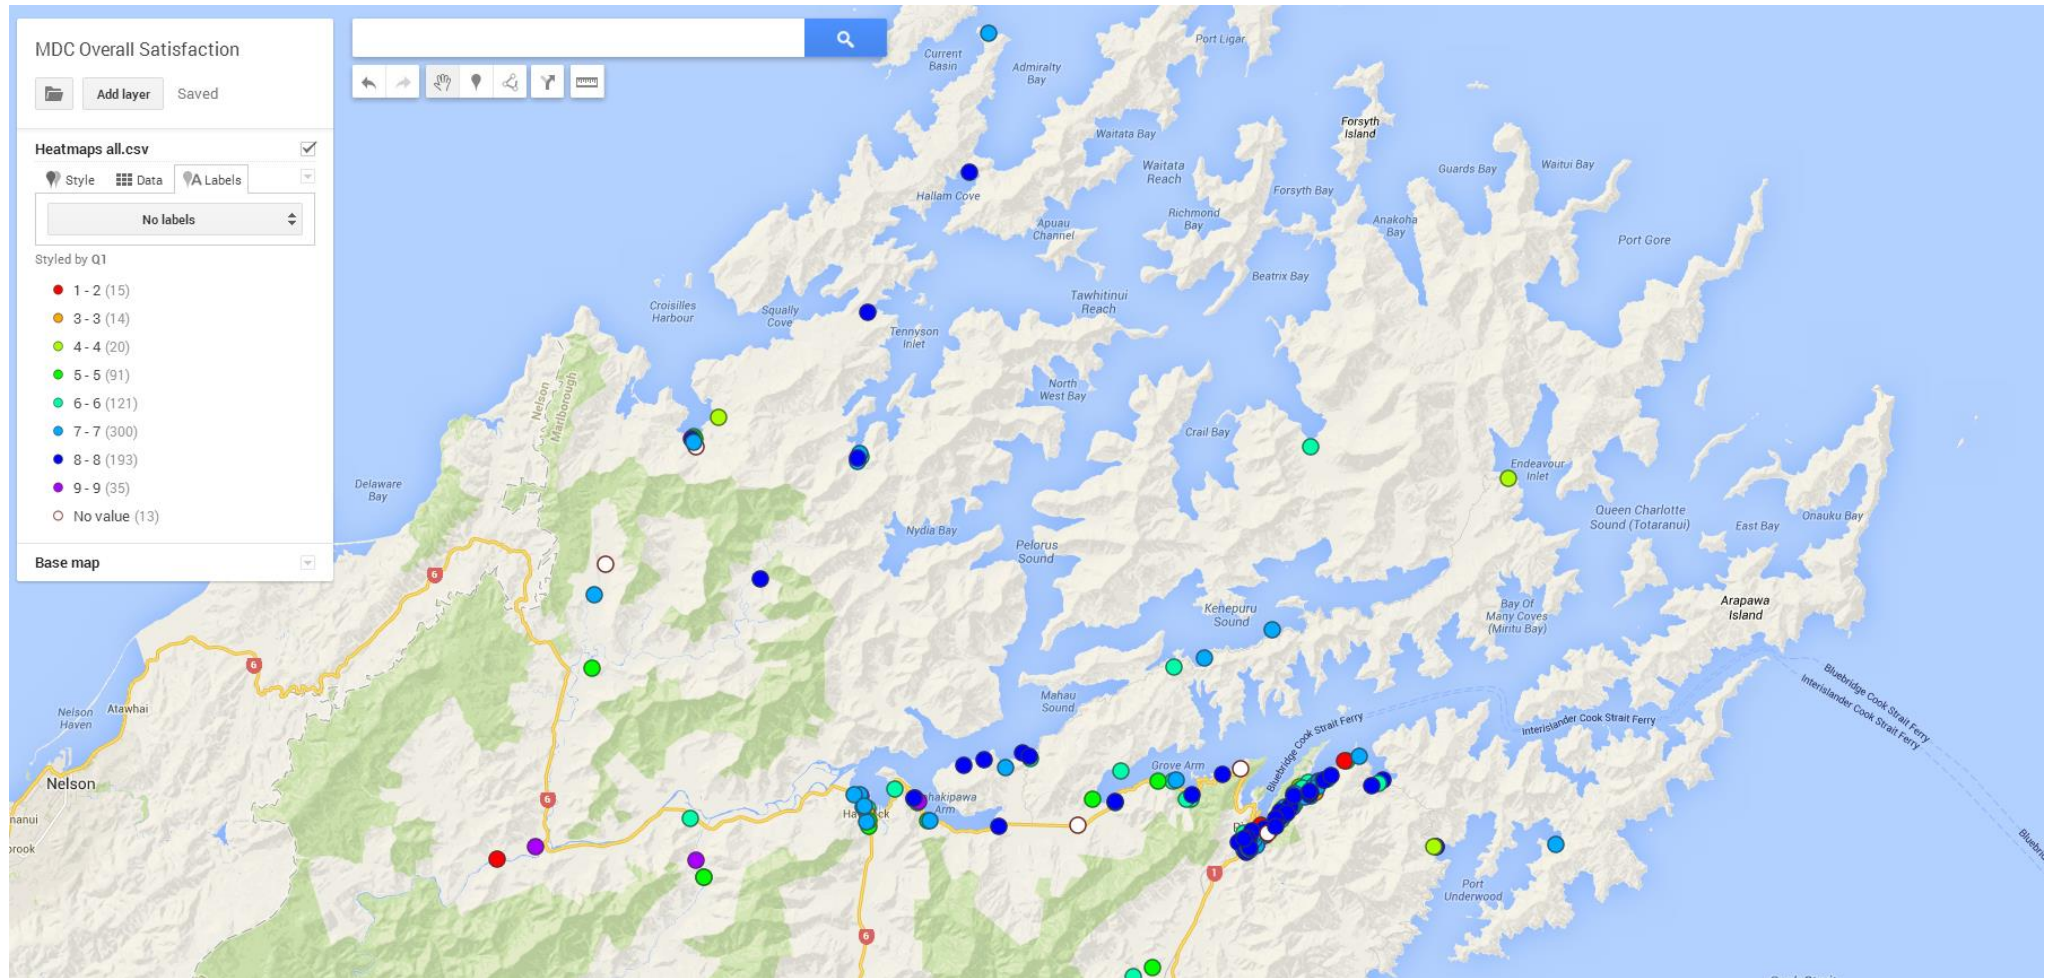 MDC Overall Satisfaction
Add layer
Saved
Heatmaps all.csv
Style
Data
A Labels
No labels
Styled by Q1
1 - 2 (15)
3 - 3 (14)
4 - 4 (20)
5 - 5 (91)
6 - 6 (121)
7 - 7 (300)
8 - 8 (193)
9 - 9 (35)
No value (13)
Base map
Current
Basin
Admiralty
Bay
Port Ligar
Forsyth
Island
Waitata Bay
Waitata
Reach
Guards Bay
Waitui Bay
Hallam Cove
Forsyth Bay
Richmond
Bay
Apuau
Channel
Anakoha
Bay
Port Gore
Beatrix Bay
Tawhitinui
Reach
Croisilles
Harbour
Squally
Cove
Tennyson
Inlet
North
West Bay
Nelson
Marlborough
Crail Bay
Endeavour
Inlet
Delaware
Bay
Queen Charlotte
Sound (Totaranui)
East Bay
Onauku Bay
Nydia Bay
Pelorus
Sound
6
Kenepuru
Sound
Bay Of
Many Coves
(Miritu Bay)
Arapawa
Island
6
Mahau
Sound
Nelson
Haven
Atawhai
Bluebridge Cook Strait Ferry
Interislander Cook Strait Ferry
Interislander Cook Strait Ferry
Bluebridge Cook Strait Ferry
Nelson
Grove Arm
6
Arm
1
Port
Underwood
6